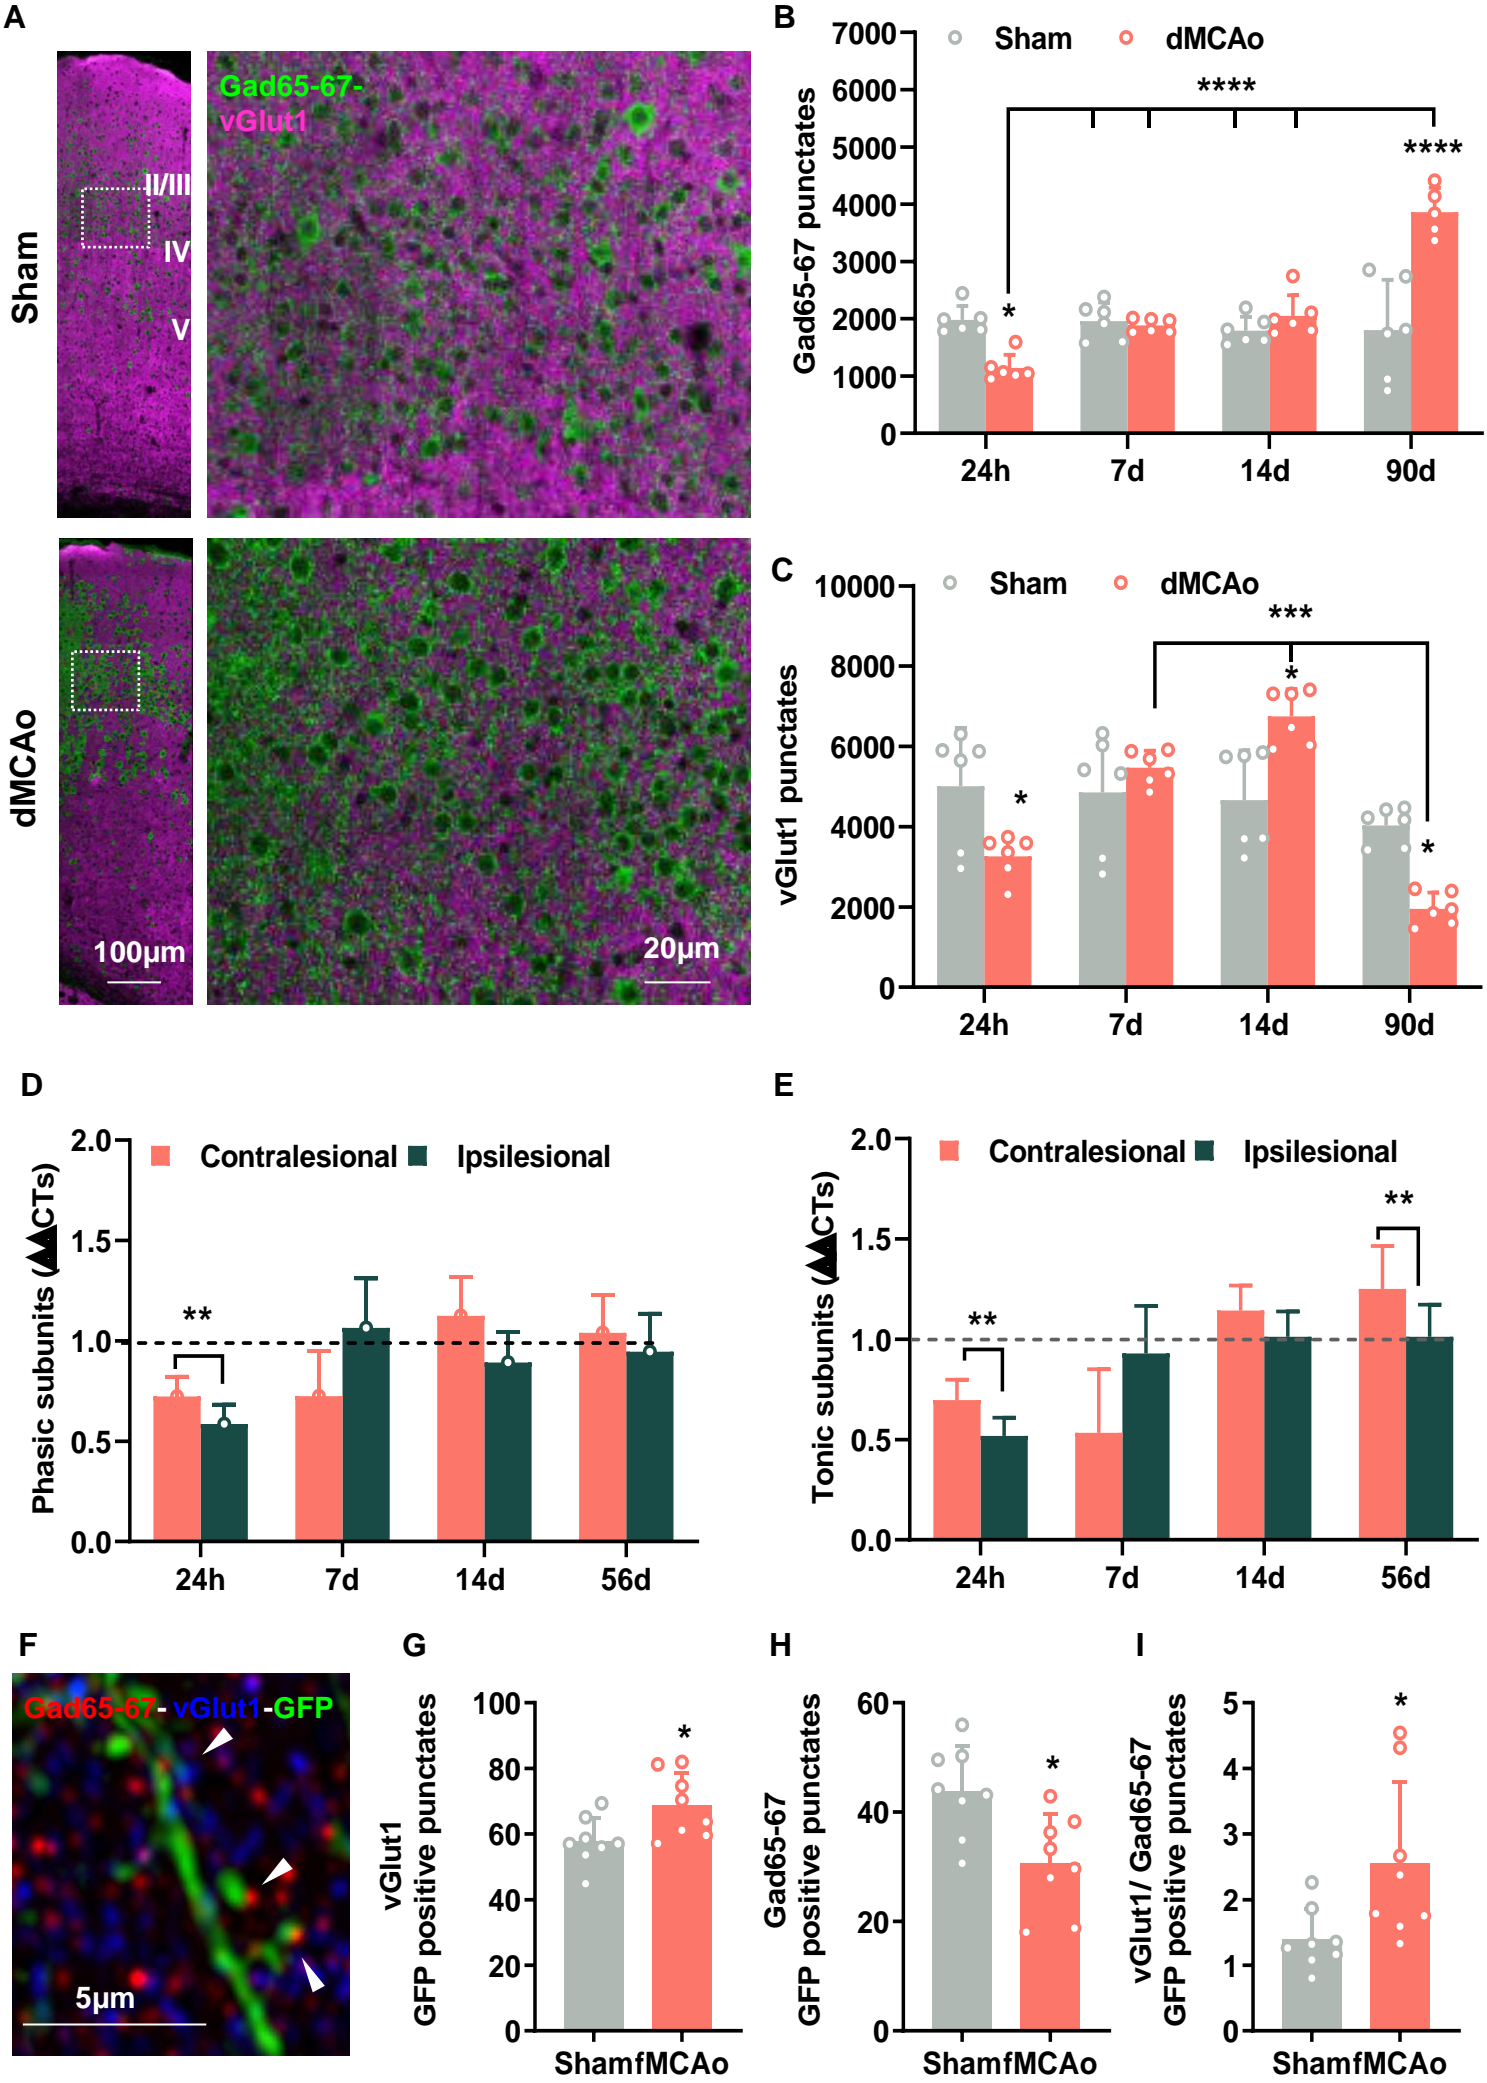 A
Sham
Gad65-67-
vGlut1
II/III
IV
V
dMCAo
100µm
20µm
B
Sham
dMCAo
Gad65-67 punctates
7000
6000
5000
4000
3000
2000
1000
0
****
****
*
24h
7d
14d
90d
C
Sham
dMCAo
vGlut1 punctates
10000
8000
6000
4000
2000
0
***
*
*
*
24h
7d
14d
90d
D
Contralesional
Ipsilesional
Phasic subunits (▲▲CTs)
2.0
1.5
1.0
0.5
0.0
**
24h
7d
14d
56d
E
Contralesional
Ipsilesional
Tonic subunits (▲▲CTs)
2.0
1.5
1.0
0.5
0.0
**
**
24h
7d
14d
56d
F
Gad65-67- vGlut1-GFP
5µm
G
vGlut1
GFP positive punctates
100
80
60
40
20
0
*
ShamfMCAo
H
Gad65-67
GFP positive punctates
60
40
20
0
*
ShamfMCAo
I
vGlut1/ Gad65-67
GFP positive punctates
5
4
3
2
1
0
*
ShamfMCAo